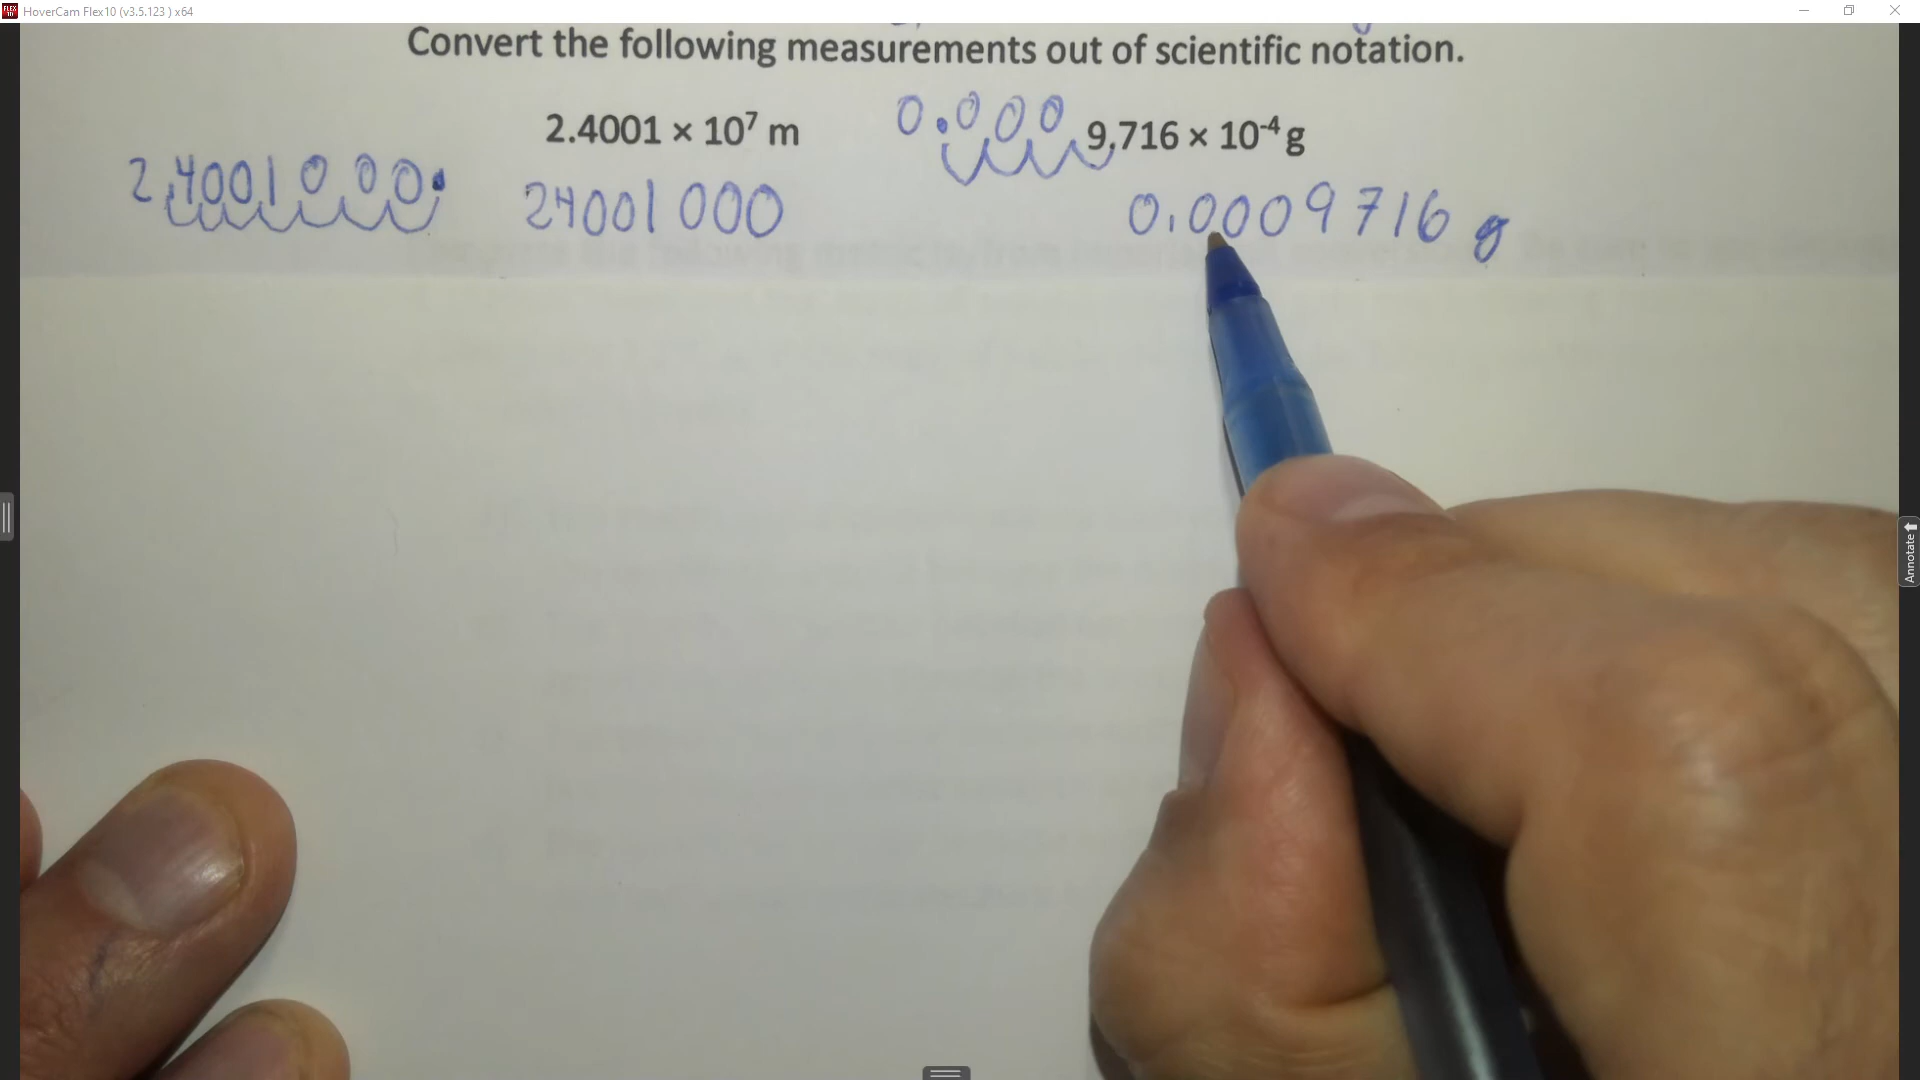 HoverCam Flex10 (v3.5.123 ) x64
Convert the following measurements out of scientific notation.
2.4001 × 10⁷ m
2.4001000.
24001000
0.000
9.716 × 10⁻⁴ g
0.0009716 g
Annotate